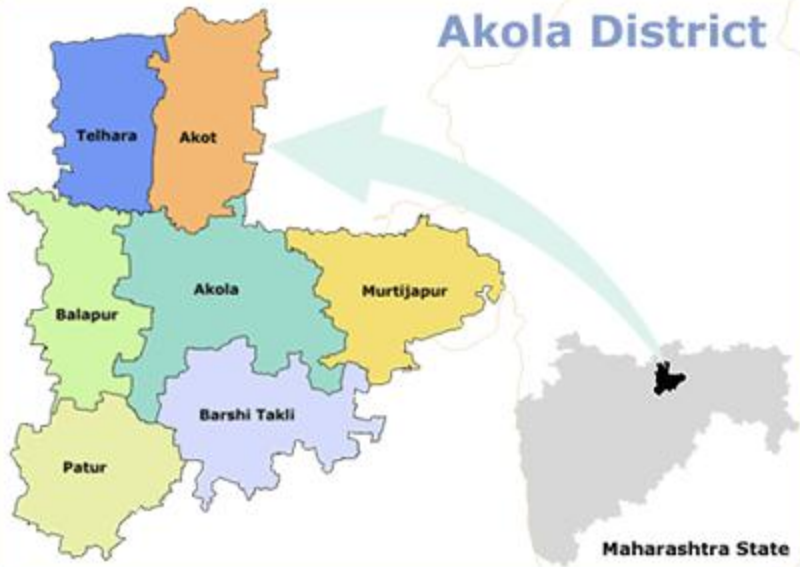 Akola District
Telhara
Akot
Akola
Murtijapur
Balapur
Barshi Takli
Patur
Maharashtra State